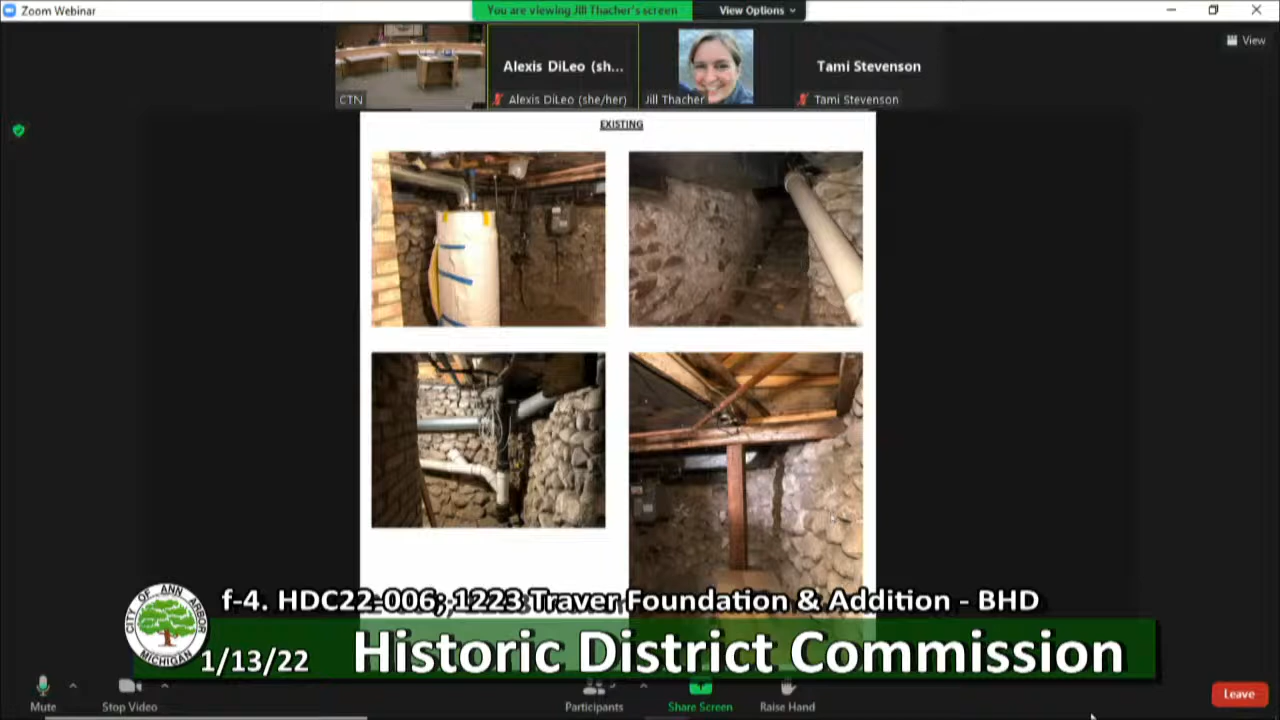 Zoom Webinar
You are viewing Jill Thacher's screen
View Options
View
Alexis DiLeo (sh...
Tami Stevenson
CTN
Alexis DiLeo (she/her)
Jill Thacher
Tami Stevenson
EXISTING
f-4. HDC22-006; 1223 Traver Foundation & Addition - BHD
CITY OF ANN ARBOR
MICHIGAN
1/13/22
Historic District Commission
Mute
Stop Video
Participants
Share Screen
Raise Hand
Leave